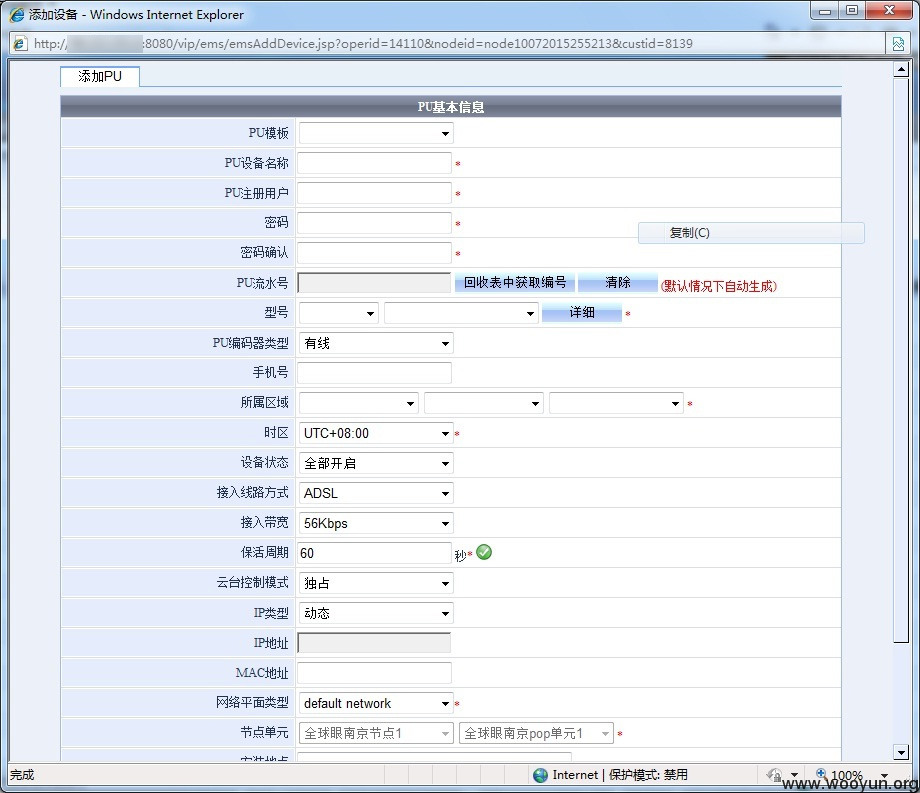 添加设备 - Windows Internet Explorer
http:// :8080/vip/ems/emsAddDevice.jsp?operid=14110&nodeid=node10072015255213&custid=8139
添加PU
PU基本信息
PU模板
PU设备名称 *
PU注册用户 *
密码 *
复制(C)
密码确认 *
PU流水号 回收表中获取编号 清除 (默认情况下自动生成)
型号 详细 *
PU编码器类型 有线
手机号
所属区域 *
时区 UTC+08:00 *
设备状态 全部开启
接入线路方式 ADSL
接入带宽 56Kbps
保活周期 60 秒*
云台控制模式 独占
IP类型 动态
IP地址
MAC地址
网络平面类型 default network *
节点单元 全球眼南京节点1 全球眼南京pop单元1 *
完成 Internet | 保护模式: 禁用 100%
www.wooyun.org